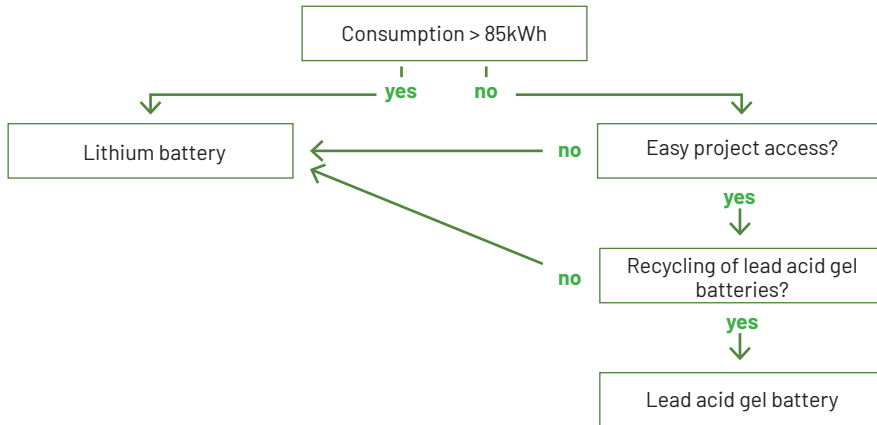 Consumption > 85kWh
yes
no
Lithium battery
no
Easy project access?
yes
no
Recycling of lead acid gel
batteries?
yes
Lead acid gel battery